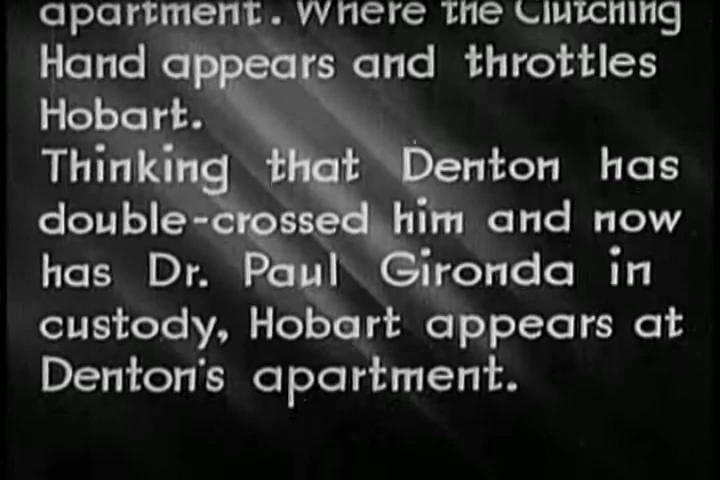 apartment. Where the Clutching
Hand appears and throttles
Hobart.
Thinking that Denton has
double-crossed him and now
has Dr. Paul Gironda in
custody, Hobart appears at
Denton's apartment.